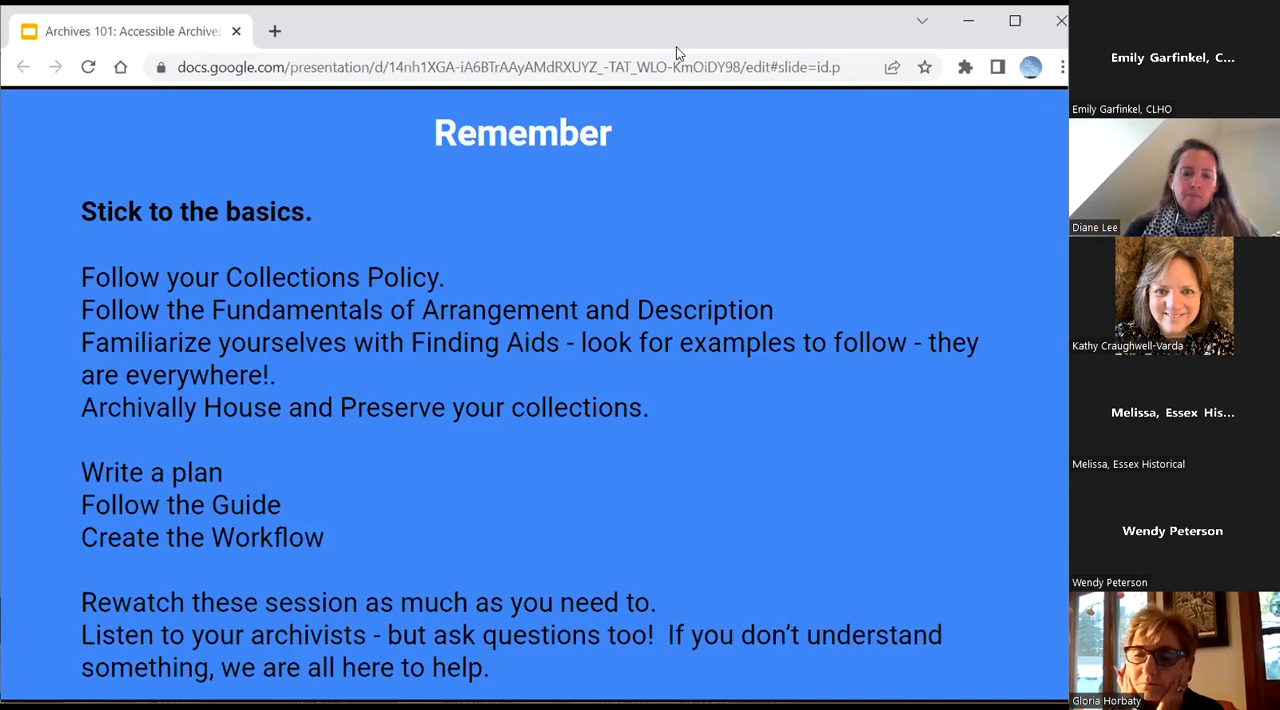 Archives 101: Accessible Archives
docs.google.com/presentation/d/14nh1XGA-iA6BTrAAyAMdRXUYZ_-TAT_WLO-KmOiDY98/edit#slide=id.p
Remember
Stick to the basics.
Follow your Collections Policy.
Follow the Fundamentals of Arrangement and Description
Familiarize yourselves with Finding Aids - look for examples to follow - they
are everywhere!.
Archivally House and Preserve your collections.
Write a plan
Follow the Guide
Create the Workflow
Rewatch these session as much as you need to.
Listen to your archivists - but ask questions too!  If you don’t understand
something, we are all here to help.
Emily Garfinkel, C...
Emily Garfinkel, CLHO
Diane Lee
Kathy Craughwell-Varda
Melissa, Essex His...
Melissa, Essex Historical
Wendy Peterson
Wendy Peterson
Gloria Horbaty